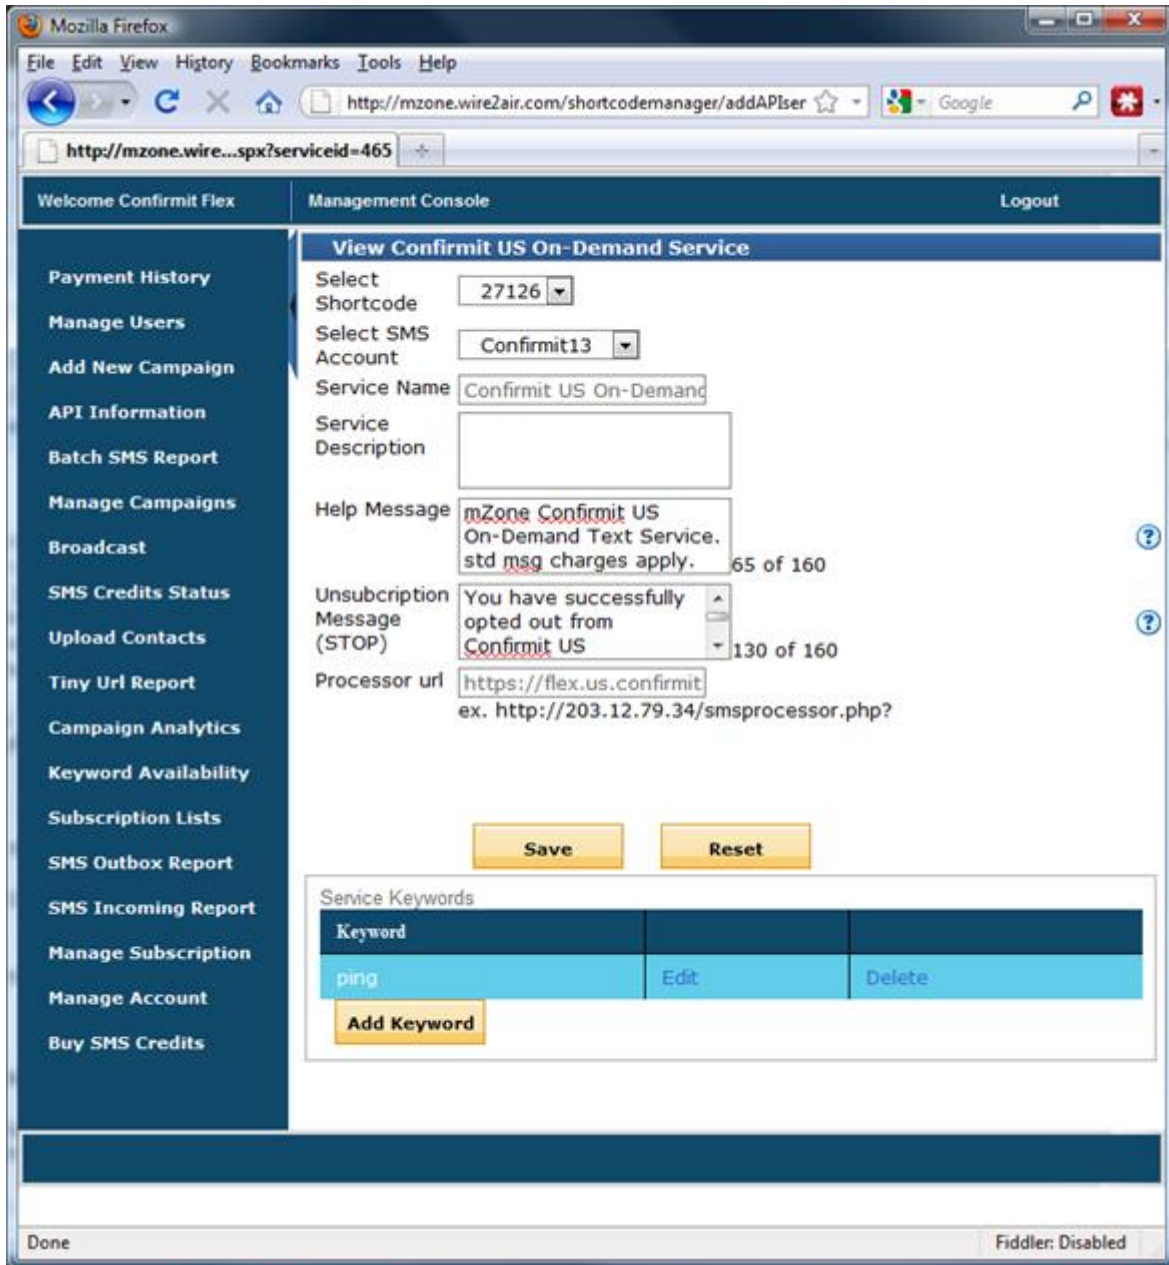 Mozilla Firefox
File Edit View History Bookmarks Tools Help
http://mzone.wire2air.com/shortcodemanager/addAPIser
Google
http://mzone.wire...spx?serviceid=465
Welcome Confirmit Flex
Management Console
Logout
Payment History
Manage Users
Add New Campaign
API Information
Batch SMS Report
Manage Campaigns
Broadcast
SMS Credits Status
Upload Contacts
Tiny Url Report
Campaign Analytics
Keyword Availability
Subscription Lists
SMS Outbox Report
SMS Incoming Report
Manage Subscription
Manage Account
Buy SMS Credits
View Confirmit US On-Demand Service
Select
Shortcode
27126
Select SMS
Account
Confirmit13
Service Name
Confirmit US On-Demand
Service
Description
Help Message
mZone Confirmit US
On-Demand Text Service.
std msg charges apply.
65 of 160
Unsubcription
Message
(STOP)
You have successfully
opted out from
Confirmit US
130 of 160
Processor url
https://flex.us.confirmit
ex. http://203.12.79.34/smsprocessor.php?
Save
Reset
Service Keywords
Keyword
ping
Edit
Delete
Add Keyword
Done
Fiddler: Disabled